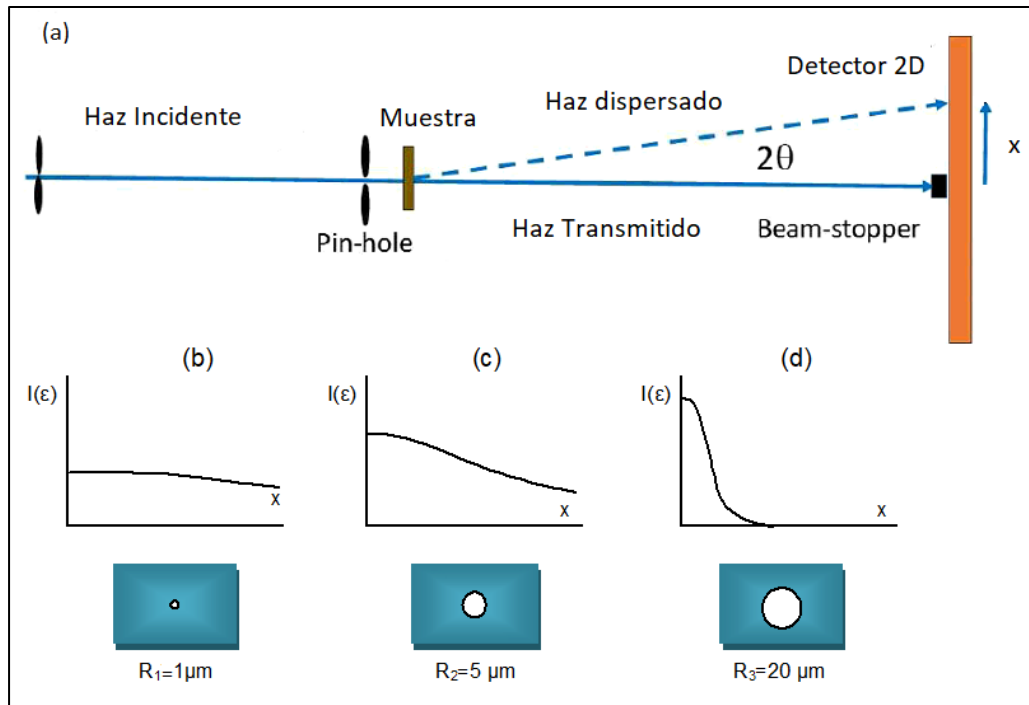 (a)
Detector 2D
Haz Incidente
Muestra
Haz dispersado
x
2θ
Pin-hole
Haz Transmitido
Beam-stopper
(b)
(c)
(d)
I(ε)
I(ε)
I(ε)
x
x
x
R₁=1µm
R₂=5 µm
R₃=20 µm